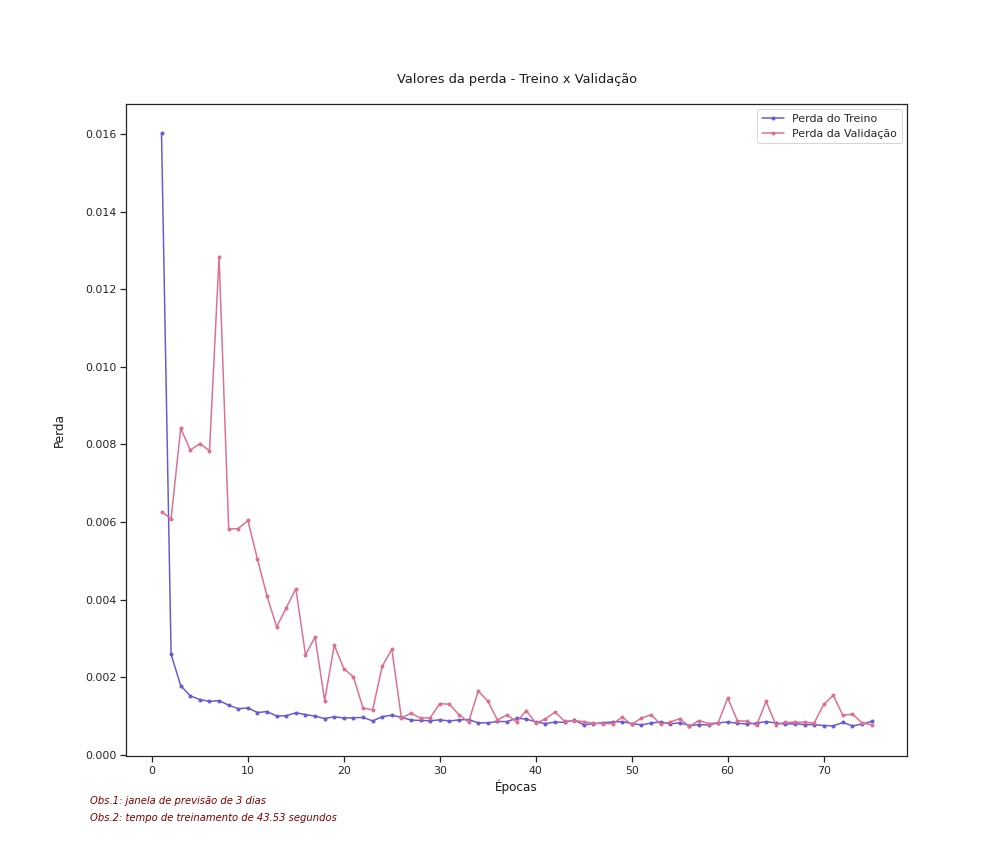 Valores da perda - Treino x Validação
Perda do Treino
Perda da Validação
0.016
0.014
0.012
0.010
0.008
0.006
0.004
0.002
0.000
Perda
0 10 20 30 40 50 60 70
Épocas
Obs.1: janela de previsão de 3 dias
Obs.2: tempo de treinamento de 43.53 segundos